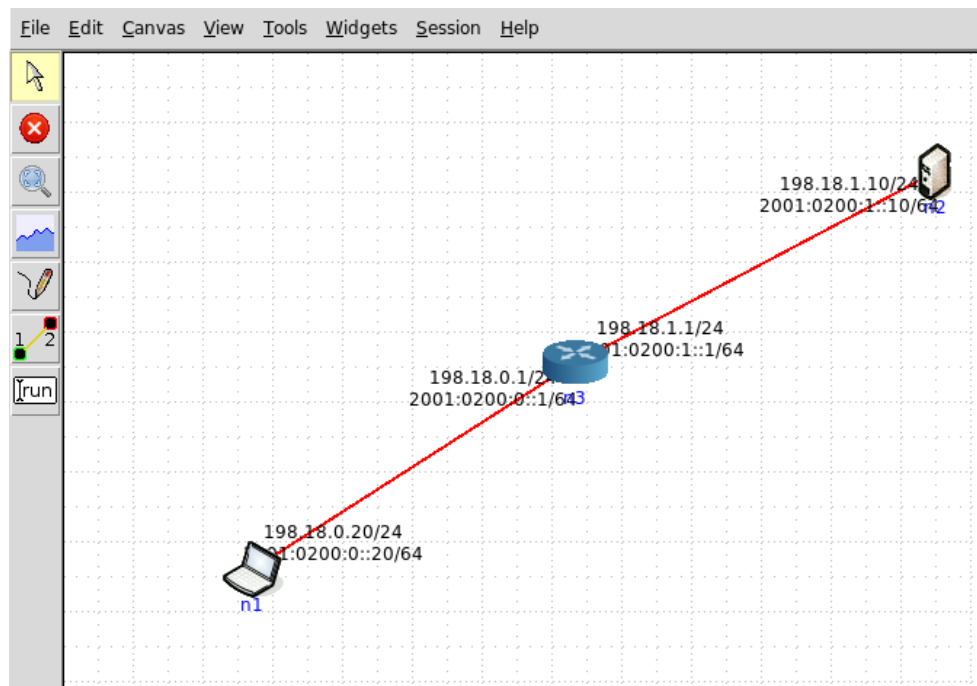 File Edit Canvas View Tools Widgets Session Help
198.18.1.10/24
2001:0200:1::10/64
n2
198.18.1.1/24
01:0200:1::1/64
198.18.0.1/24
2001:0200:0::1/64
n3
1 2
run
198.18.0.20/24
01:0200:0::20/64
n1